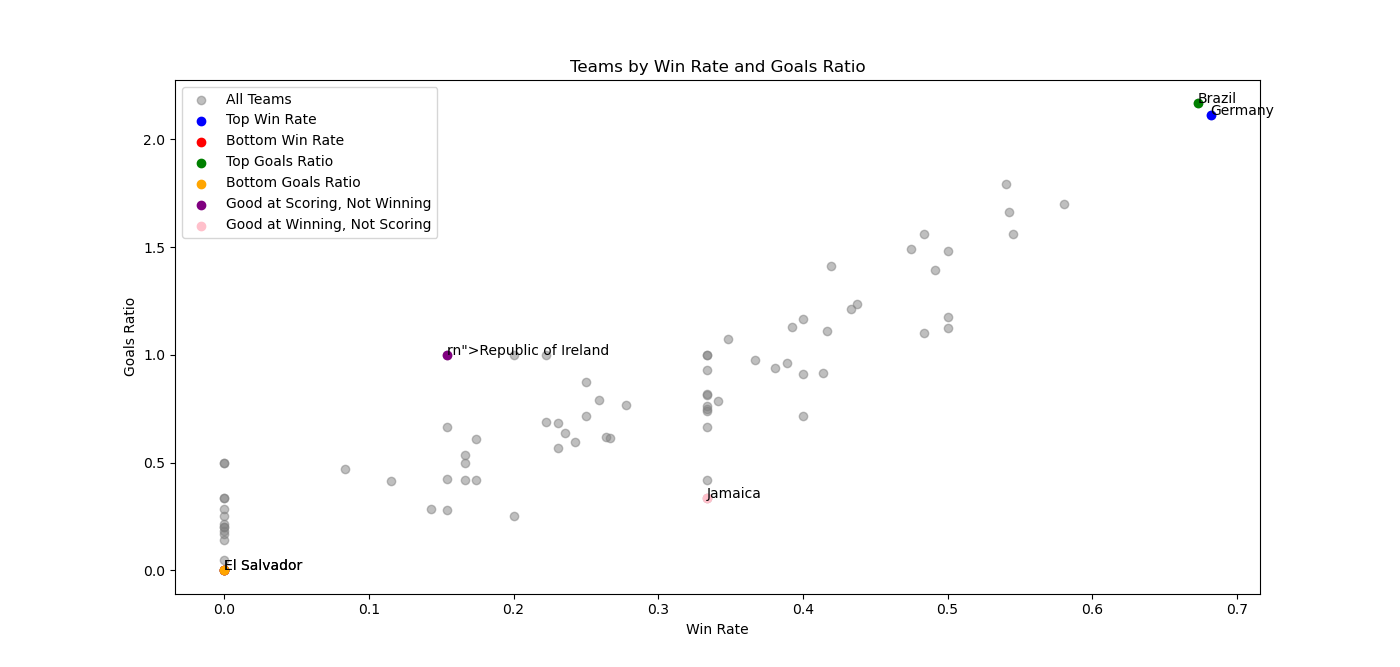 Teams by Win Rate and Goals Ratio
All Teams
Top Win Rate
Bottom Win Rate
Top Goals Ratio
Bottom Goals Ratio
Good at Scoring, Not Winning
Good at Winning, Not Scoring
Brazil
Germany
rn">Republic of Ireland
Jamaica
El Salvador
Goals Ratio
2.0
1.5
1.0
0.5
0.0
0.0 0.1 0.2 0.3 0.4 0.5 0.6 0.7
Win Rate